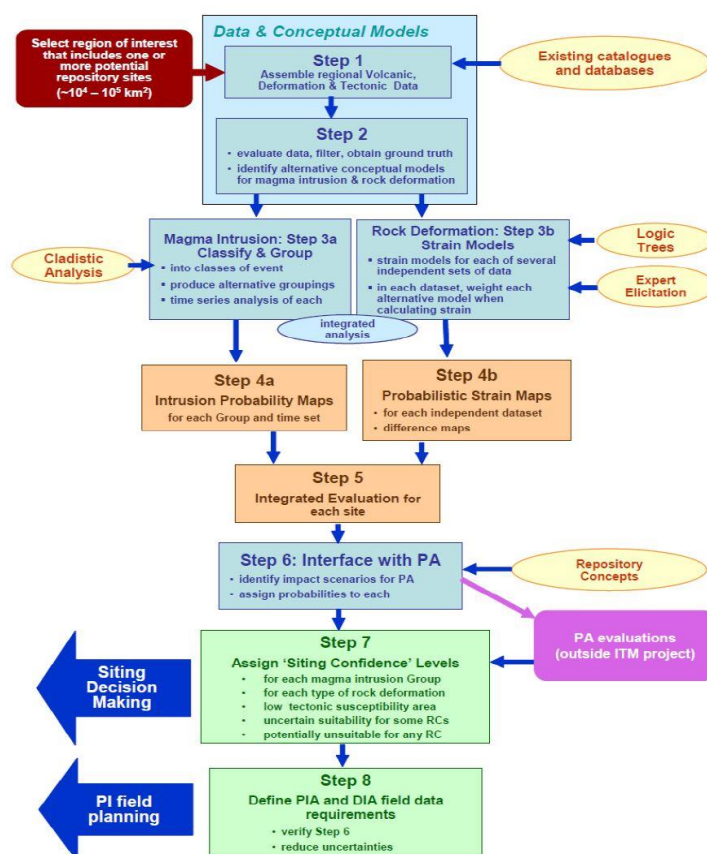 Data & Conceptual Models
Select region of interest
that includes one or
more potential
repository sites
(~10⁴ – 10⁵ km²)
Step 1
Assemble regional Volcanic,
Deformation & Tectonic Data
Existing catalogues
and databases
Step 2
• evaluate data, filter, obtain ground truth
• identify alternative conceptual models
for magma intrusion & rock deformation
Magma Intrusion: Step 3a
Classify & Group
• into classes of event
• produce alternative groupings
• time series analysis of each
Cladistic
Analysis
Rock Deformation: Step 3b
Strain Models
• strain models for each of several
independent sets of data
• in each dataset, weight each
alternative model when
calculating strain
Logic
Trees
Expert
Elicitation
integrated
analysis
Step 4a
Intrusion Probability Maps
for each Group and time set
Step 4b
Probabilistic Strain Maps
• for each independent dataset
• difference maps
Step 5
Integrated Evaluation for
each site
Step 6: Interface with PA
• identify impact scenarios for PA
• assign probabilities to each
Repository
Concepts
PA evaluations
(outside ITM project)
Step 7
Assign ‘Siting Confidence’ Levels
• for each magma intrusion Group
• for each type of rock deformation
• low tectonic susceptibility area
• uncertain suitability for some RCs
• potentially unsuitable for any RC
Siting
Decision
Making
Step 8
Define PIA and DIA field data
requirements
• verify Step 6
• reduce uncertainties
PI field
planning